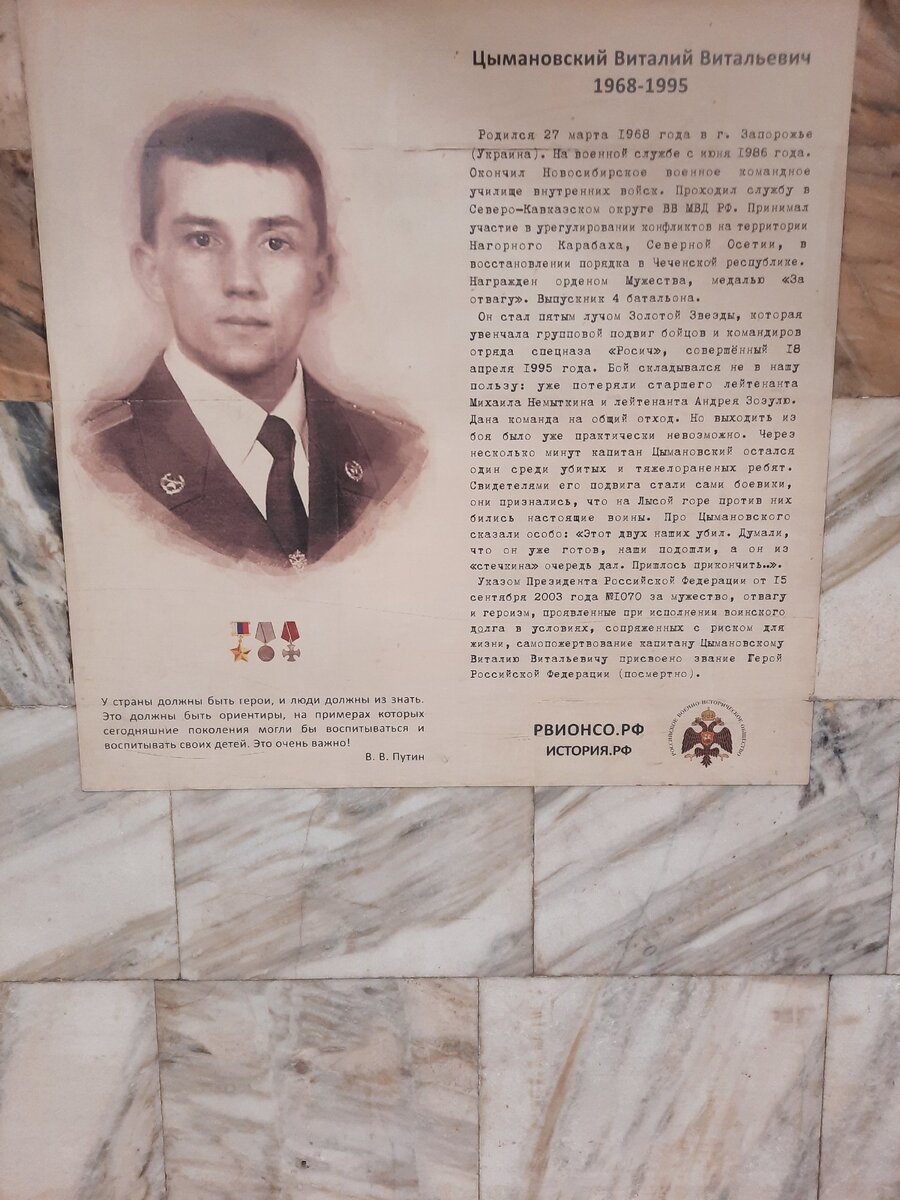 Цымановский Виталий Витальевич
1968-1995
Родился 27 марта 1968 года в г. Запорожье
(Украина). На военной службе с июня 1986 года.
Окончил Новосибирское военное командное
училище внутренних войск. Проходил службу в
Северо-Кавказском округе ВВ МВД РФ. Принимал
участие в урегулировании конфликтов на территории
Нагорного Карабаха, Северной Осетии, в
восстановлении порядка в Чеченской республике.
Награжден орденом Мужества, медалью «За
отвагу». Выпускник 4 батальона.
Он стал пятым лучом Золотой Звезды, которая
увенчала групповой подвиг бойцов и командиров
отряда спецназа «Росич», совершённый 18
апреля 1995 года. Бой складывался не в нашу
пользу: уже потеряли старшего лейтенанта
Михаила Немыткина и лейтенанта Андрея Зозулю.
Дана команда на общий отход. Но выходить из
боя было уже практически невозможно. Через
несколько минут капитан Цымановский остался
один среди убитых и тяжелораненых ребят.
Свидетелями его подвига стали сами боевики,
они признались, что на Лысой горе против них
бились настоящие воины. Про Цымановского
сказали особо: «Этот двух наших убил. Думали,
что он уже готов, наши подошли, а он из
«стечкина» очередь дал. Пришлось прикончить..».
Указом Президента Российской Федерации от 15
сентября 2003 года №1070 за мужество, отвагу
и героизм, проявленные при исполнении воинского
долга в условиях, сопряженных с риском для
жизни, самопожертвование капитану Цымановскому
Виталию Витальевичу присвоено звание Герой
Российской Федерации (посмертно).
У страны должны быть герои, и люди должны из знать.
Это должны быть ориентиры, на примерах которых
сегодняшние поколения могли бы воспитываться и
воспитывать своих детей. Это очень важно!
В. В. Путин
РВИОНСО.РФ
ИСТОРИЯ.РФ
РОССИЙСКОЕ ВОЕННО-ИСТОРИЧЕСКОЕ ОБЩЕСТВО